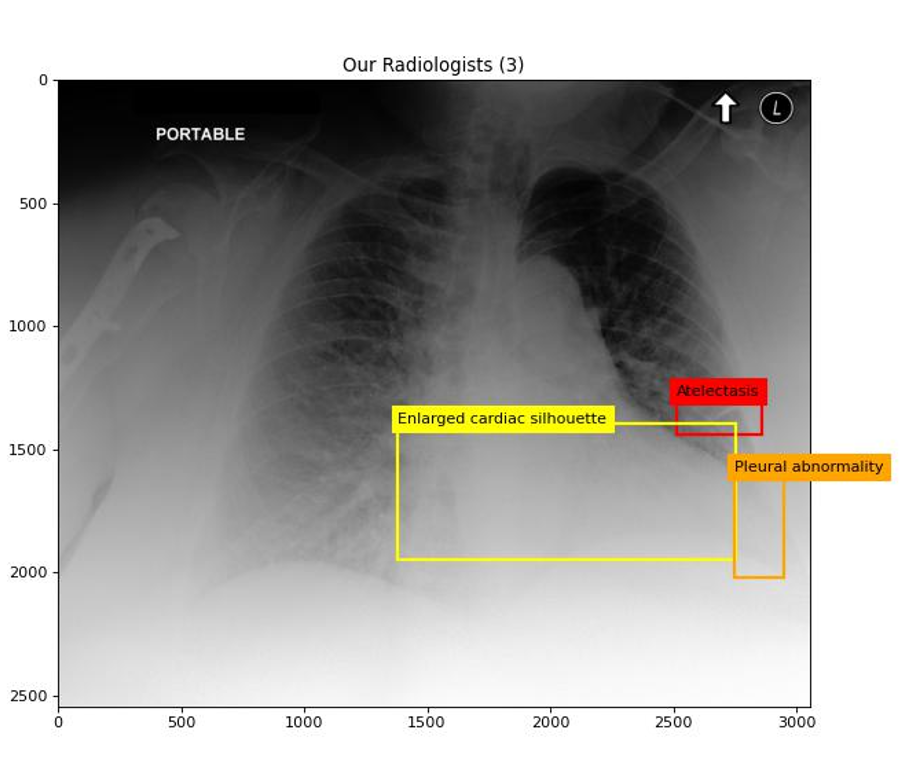 Our Radiologists (3)
0
500
1000
1500
2000
2500
PORTABLE
L
Atelectasis
Enlarged cardiac silhouette
Pleural abnormality
0
500
1000
1500
2000
2500
3000